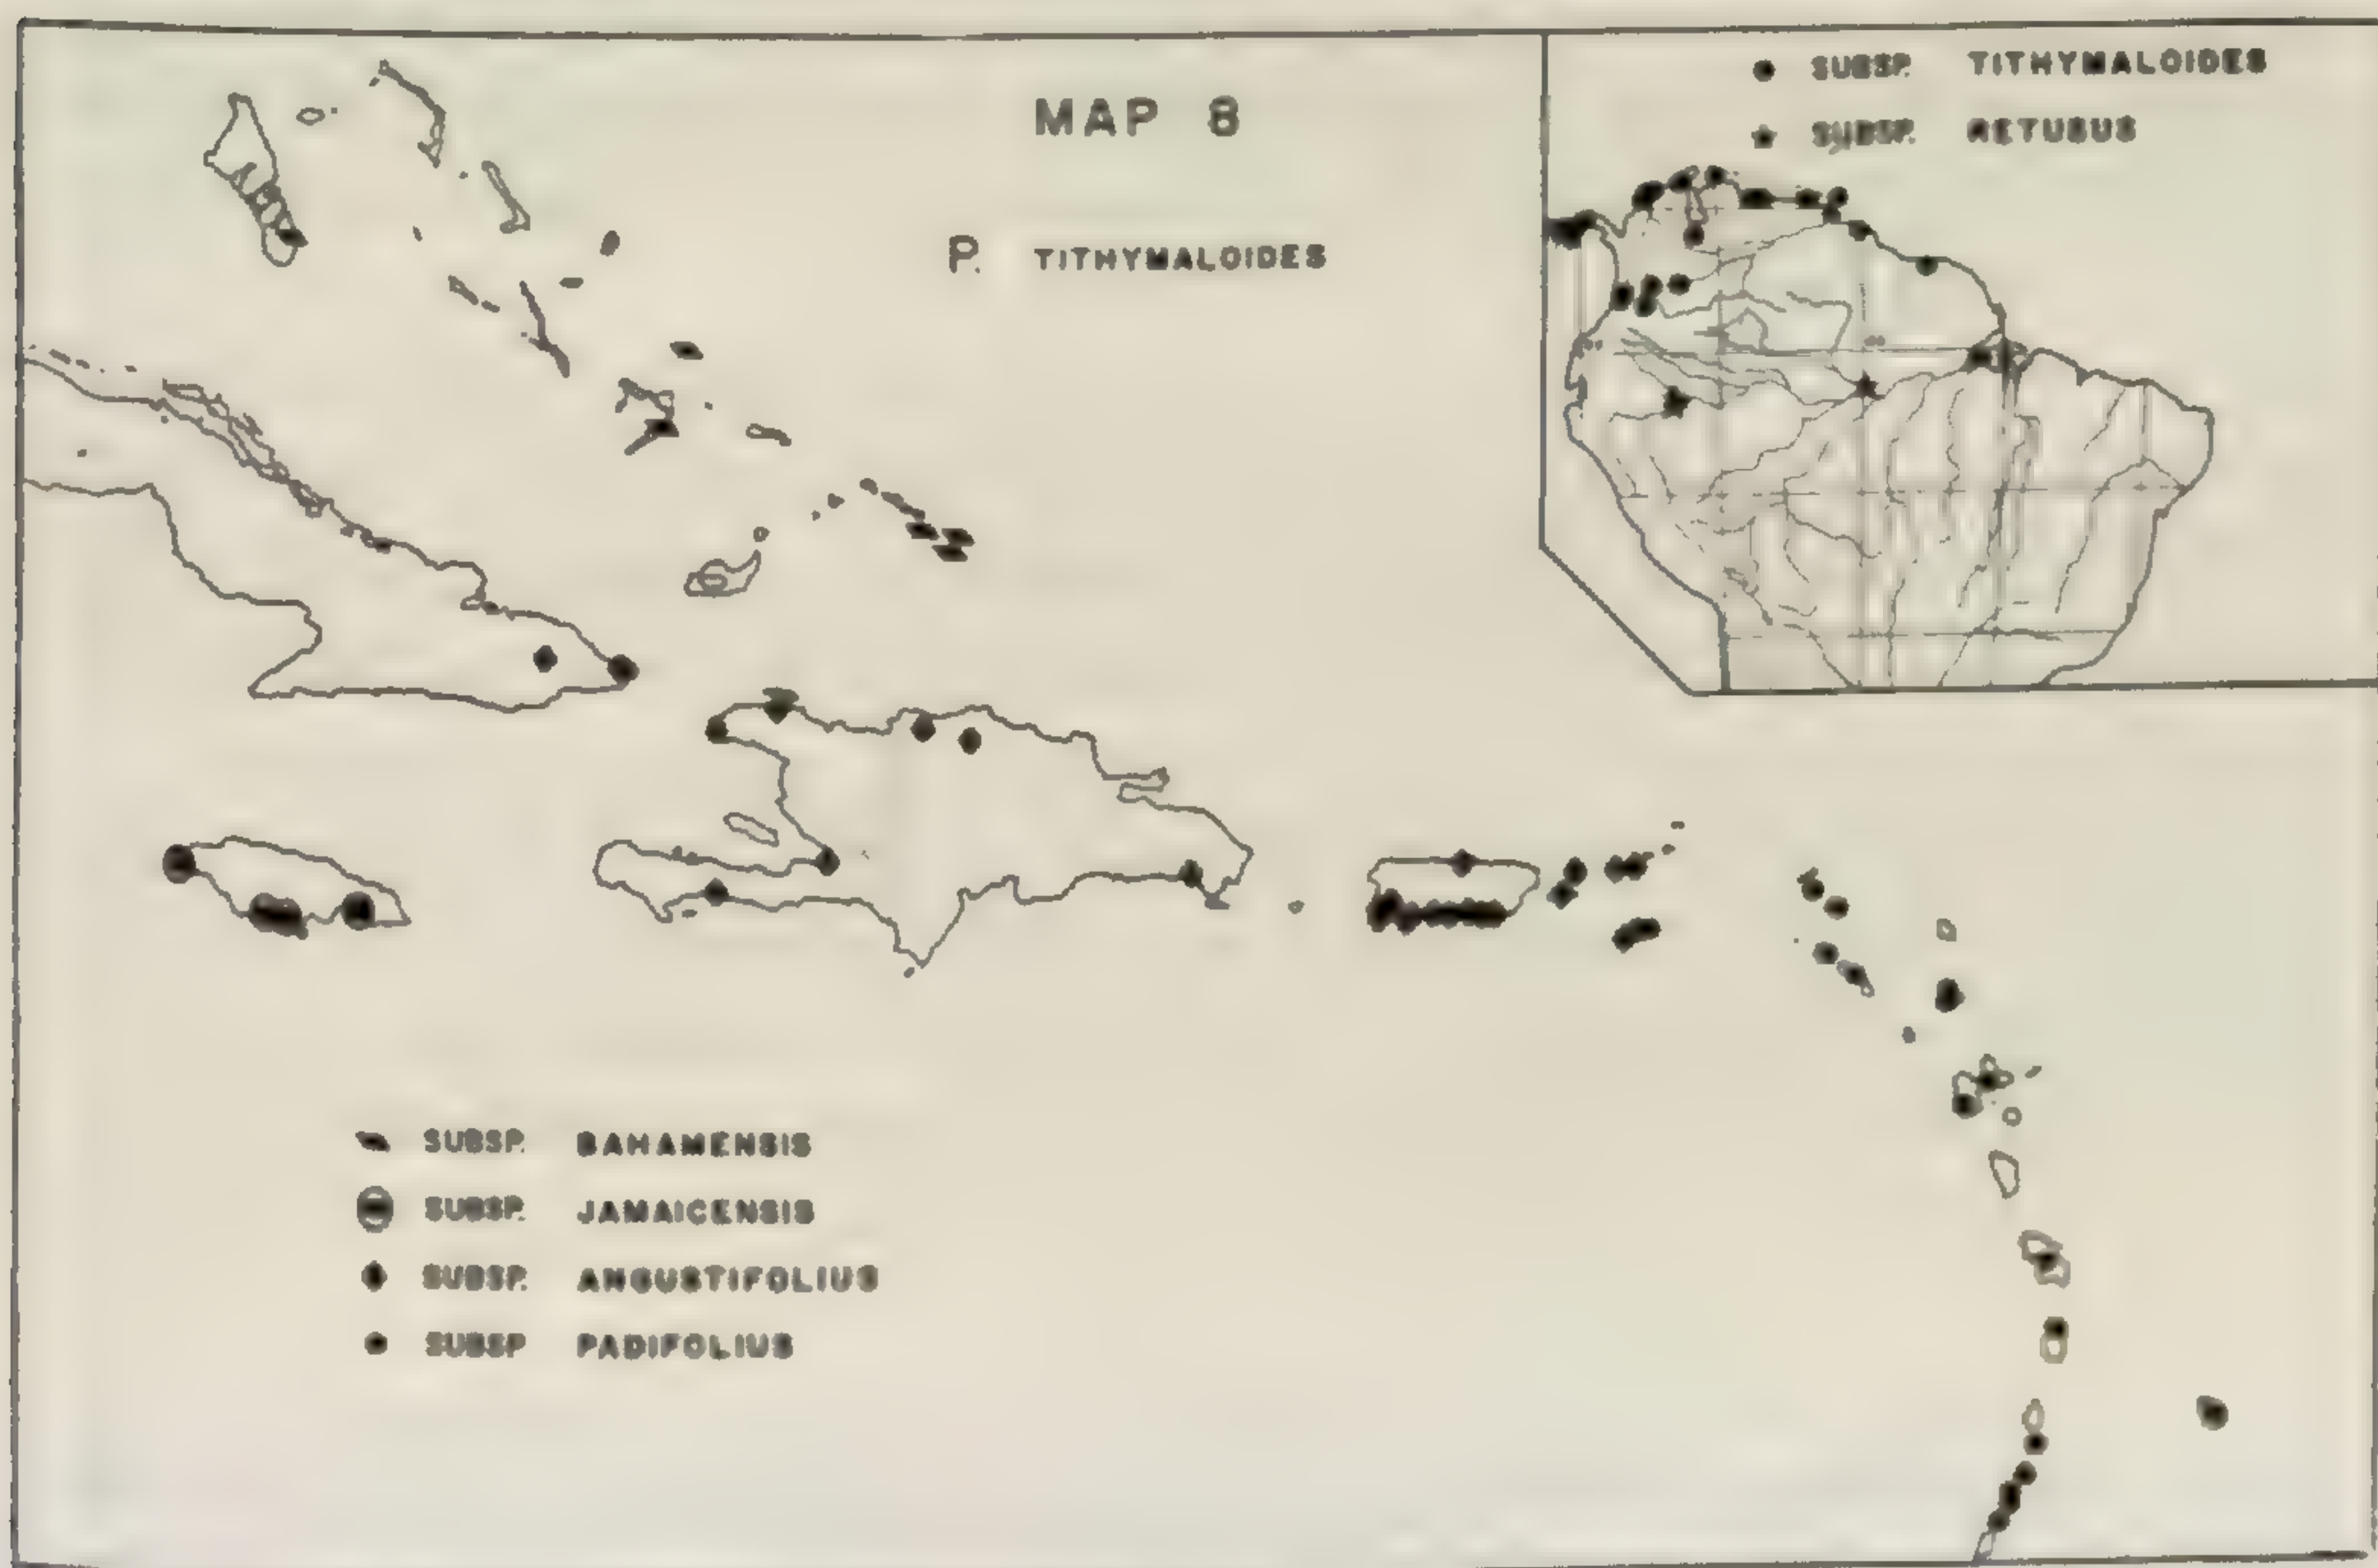 MAP 8
P. TITHYMALOIDES
SUBSP. TITHYMALOIDES
SUBSP. RETUSUS
SUBSP. BAHAMENSIS
SUBSP. JAMAICENSIS
SUBSP. ANGUSTIFOLIUS
SUBSP PADIFOLIUS